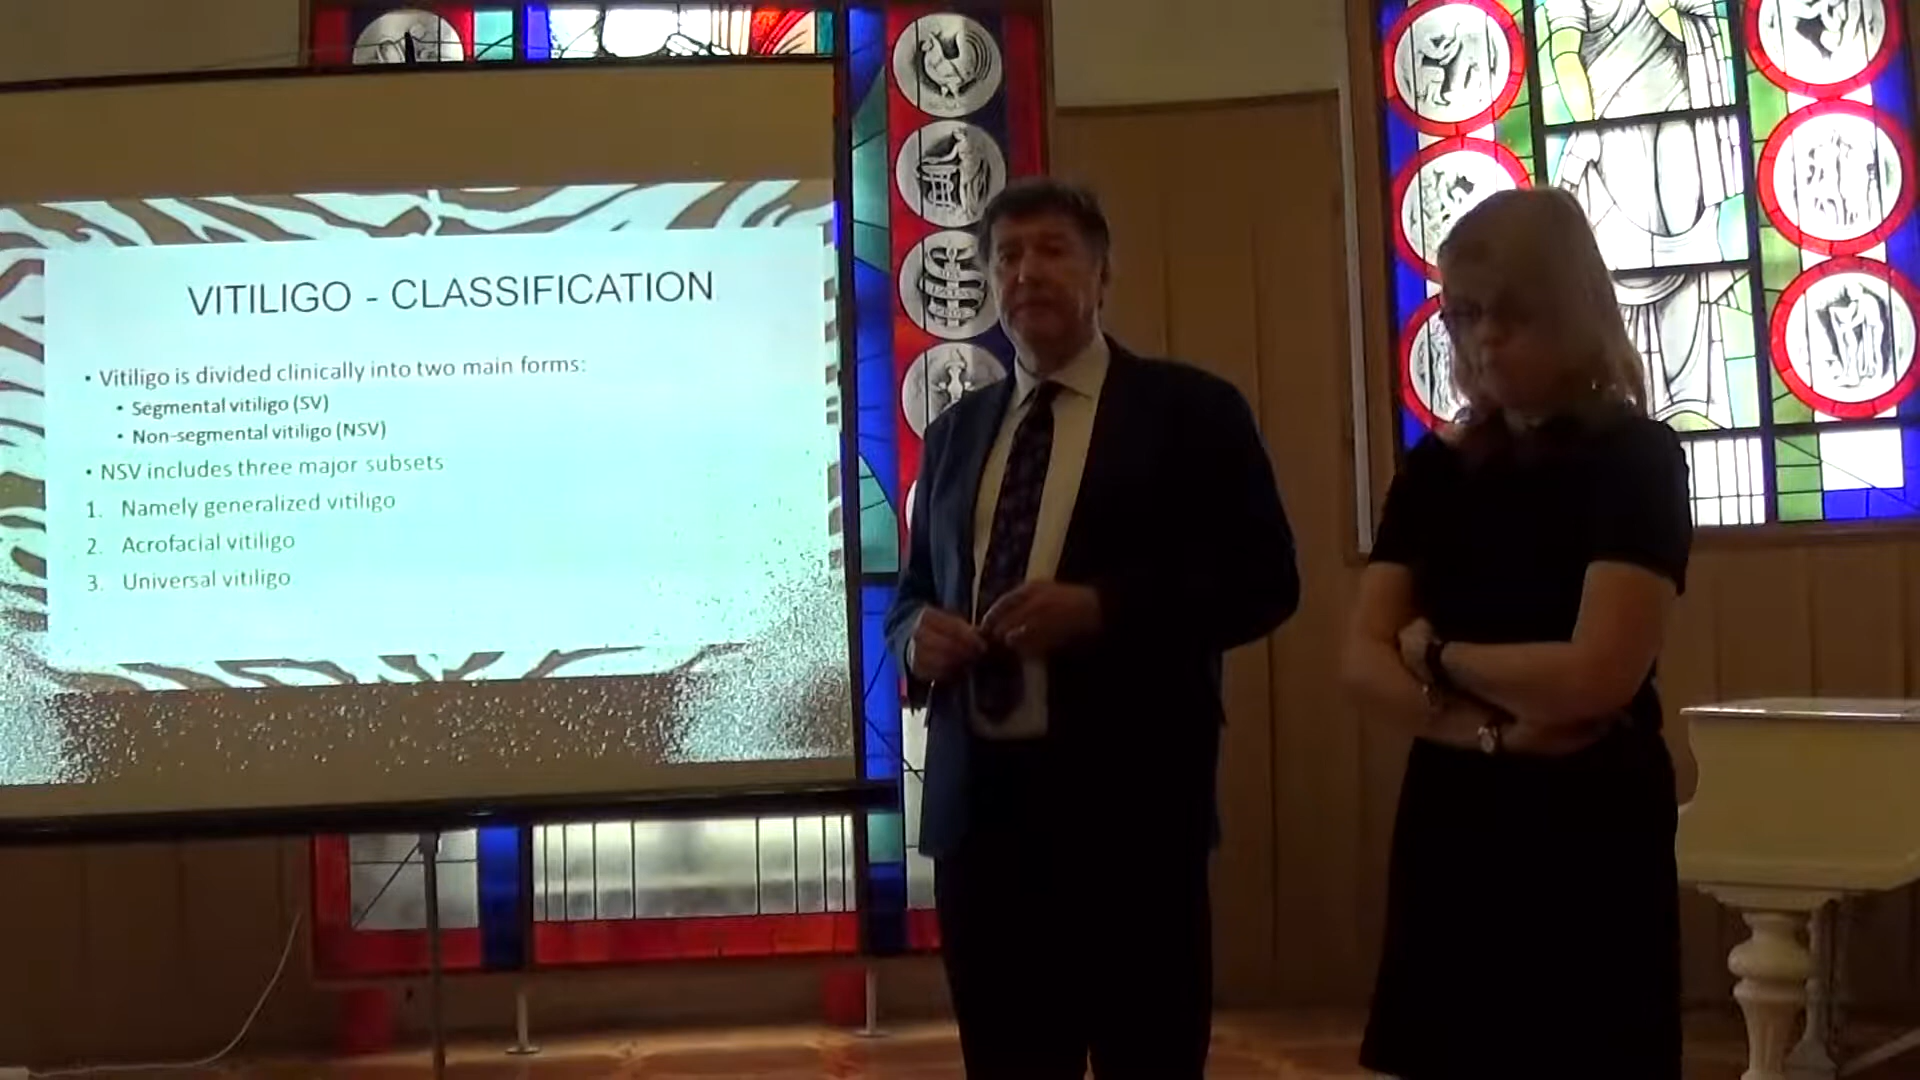 VITILIGO - CLASSIFICATION
• Vitiligo is divided clinically into two main forms:
• Segmental vitiligo (SV)
• Non-segmental vitiligo (NSV)
• NSV includes three major subsets
1. Namely generalized vitiligo
2. Acrofacial vitiligo
3. Universal vitiligo